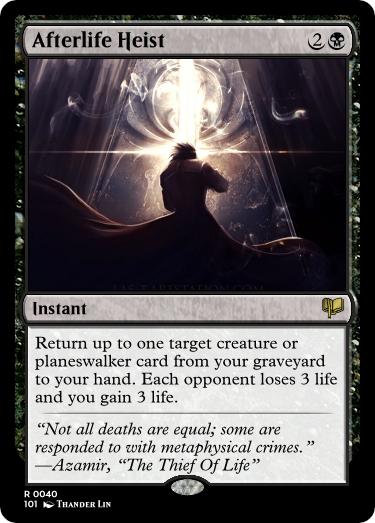 Afterlife Heist 2
Instant
Return up to one target creature or
planeswalker card from your graveyard
to your hand. Each opponent loses 3 life
and you gain 3 life.
“Not all deaths are equal; some are
responded to with metaphysical crimes.”
—Azamir, “The Thief Of Life”
R 0040
101 Thander Lin